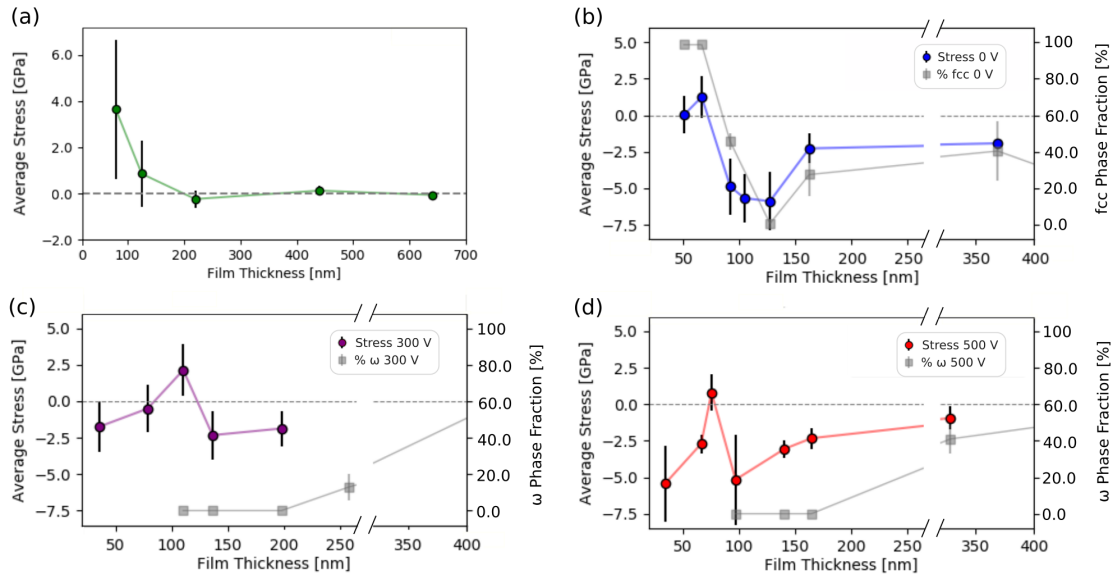 (a)
Average Stress [GPa]
6.0
4.0
2.0
0.0
−2.0
0 100 200 300 400 500 600 700
Film Thickness [nm]
(b)
Average Stress [GPa]
5.0
2.5
0.0
−2.5
−5.0
−7.5
Stress 0 V
% fcc 0 V
100
80.0
60.0
40.0
20.0
0.0
fcc Phase Fraction [%]
50 100 150 200 250 350 400
Film Thickness [nm]
(c)
Average Stress [GPa]
5.0
2.5
0.0
−2.5
−5.0
−7.5
Stress 300 V
% ω 300 V
100
80.0
60.0
40.0
20.0
0.0
ω Phase Fraction [%]
50 100 150 200 250 350 400
Film Thickness [nm]
(d)
Average Stress [GPa]
5.0
2.5
0.0
−2.5
−5.0
−7.5
Stress 500 V
% ω 500 V
100
80.0
60.0
40.0
20.0
0.0
ω Phase Fraction [%]
50 100 150 200 250 350 400
Film Thickness [nm]